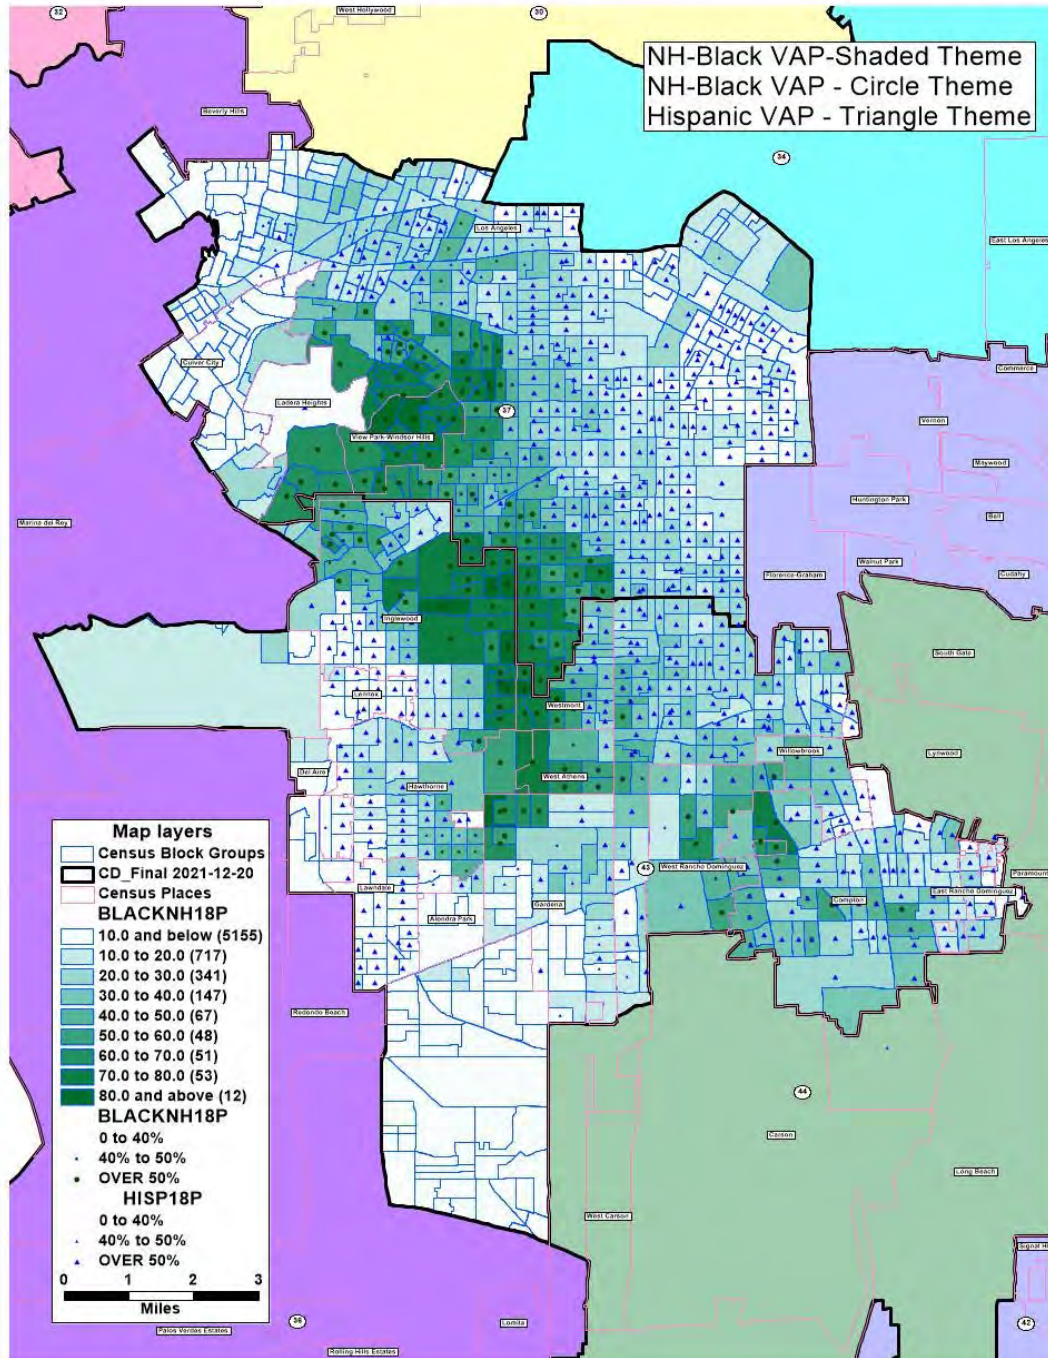 32
West Hollywood
30
NH-Black VAP-Shaded Theme
NH-Black VAP - Circle Theme
Hispanic VAP - Triangle Theme
Beverly Hills
34
Los Angeles
East Los Angeles
Culver City
Commerce
Ladera Heights
37
Vernon
View Park-Windsor Hills
Maywood
Huntington Park
Bell
Marina del Rey
Walnut Park
Florence-Graham
Cudahy
Inglewood
South Gate
Lennox
Westmont
Willowbrook
Lynwood
Del Aire
West Athens
Hawthorne
43
West Rancho Dominguez
Paramount
Lawndale
East Rancho Dominguez
Gardena
Compton
Alondra Park
Redondo Beach
44
Carson
Long Beach
West Carson
Signal Hi
36
Lomita
42
Palos Verdes Estates
Rolling Hills Estates
Map layers
Census Block Groups
CD_Final 2021-12-20
Census Places
BLACKNH18P
10.0 and below (5155)
10.0 to 20.0 (717)
20.0 to 30.0 (341)
30.0 to 40.0 (147)
40.0 to 50.0 (67)
50.0 to 60.0 (48)
60.0 to 70.0 (51)
70.0 to 80.0 (53)
80.0 and above (12)
BLACKNH18P
0 to 40%
40% to 50%
OVER 50%
HISP18P
0 to 40%
40% to 50%
OVER 50%
0 1 2 3
Miles